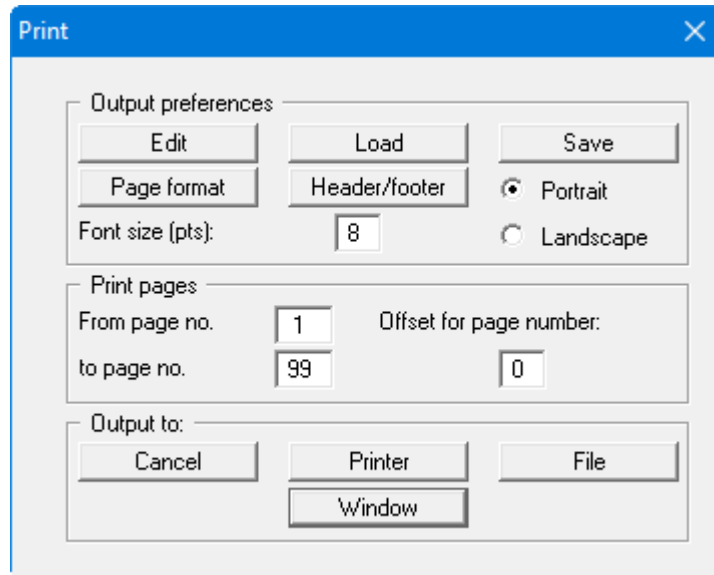 Print
Output preferences
Edit Load Save
Page format Header/footer Portrait
Font size (pts): 8 Landscape
Print pages
From page no. 1 Offset for page number:
to page no. 99 0
Output to:
Cancel Printer File
Window